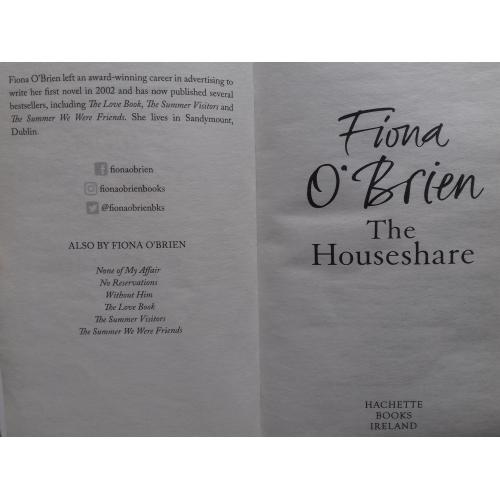 Fiona O'Brien left an award-winning career in advertising to
write her first novel in 2002 and has now published several
bestsellers, including The Love Book, The Summer Visitors and
The Summer We Were Friends. She lives in Sandymount,
Dublin.
fionaobrien
fionaobrienbooks
@fionaobrienbks
ALSO BY FIONA O'BRIEN
None of My Affair
No Reservations
Without Him
The Love Book
The Summer Visitors
The Summer We Were Friends
Fiona
O'Brien
The
Houseshare
HACHETTE
BOOKS
IRELAND